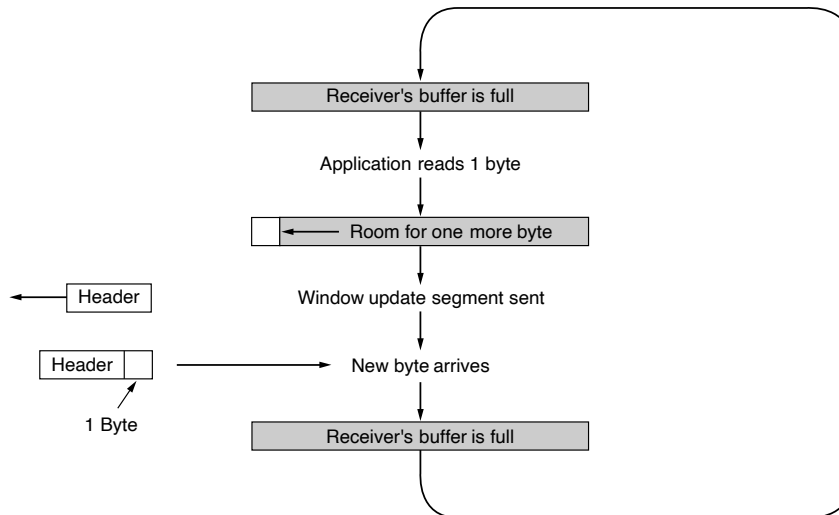 Receiver's buffer is full
Application reads 1 byte
Room for one more byte
Window update segment sent
Header
Header
New byte arrives
1 Byte
Receiver's buffer is full